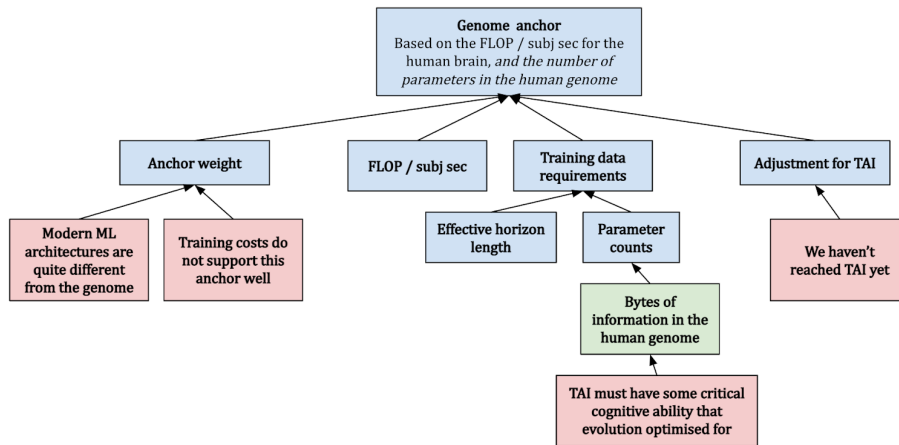 Genome anchor
Based on the FLOP / subj sec for the
human brain, and the number of
parameters in the human genome
Anchor weight
FLOP / subj sec
Training data
requirements
Adjustment for TAI
Modern ML
architectures are
quite different
from the genome
Training costs do
not support this
anchor well
Effective horizon
length
Parameter
counts
We haven't
reached TAI yet
Bytes of
information in the
human genome
TAI must have some critical
cognitive ability that
evolution optimised for